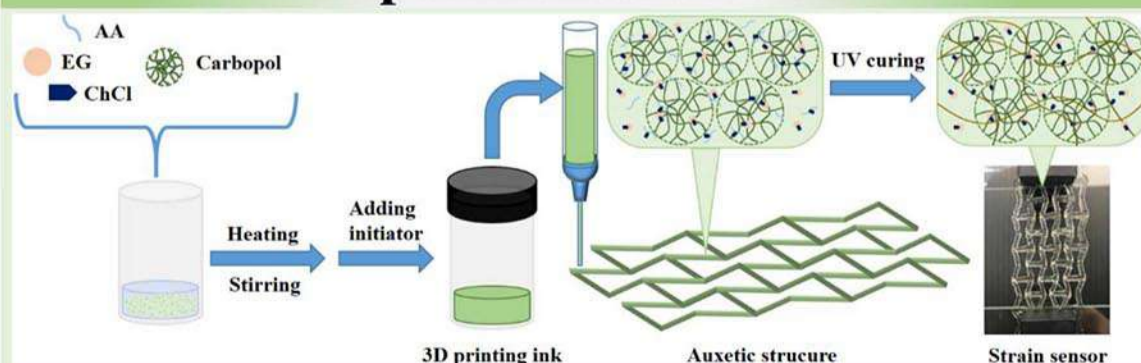 AA
EG
Carbopol
ChCl
Heating
Stirring
Adding
initiator
3D printing ink
UV curing
Auxetic strucure
Strain sensor